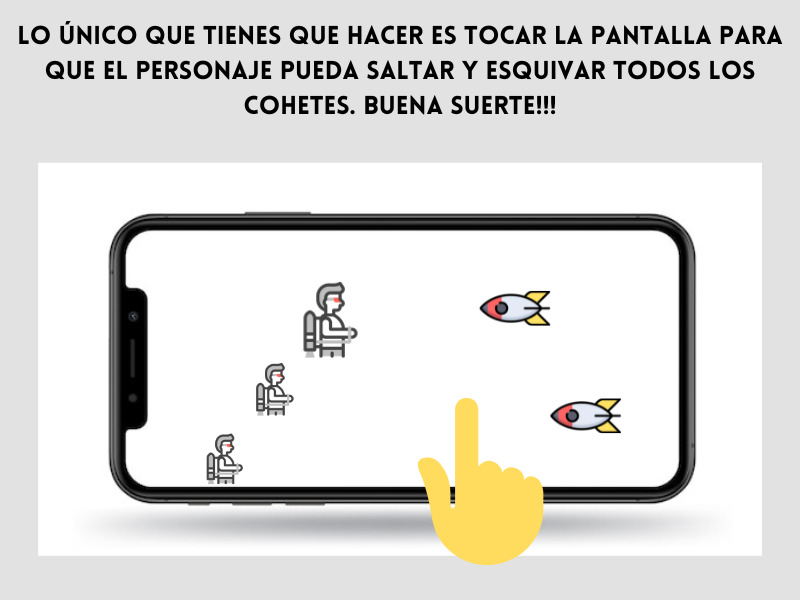 LO ÚNICO QUE TIENES QUE HACER ES TOCAR LA PANTALLA PARA
QUE EL PERSONAJE PUEDA SALTAR Y ESQUIVAR TODOS LOS
COHETES. BUENA SUERTE!!!